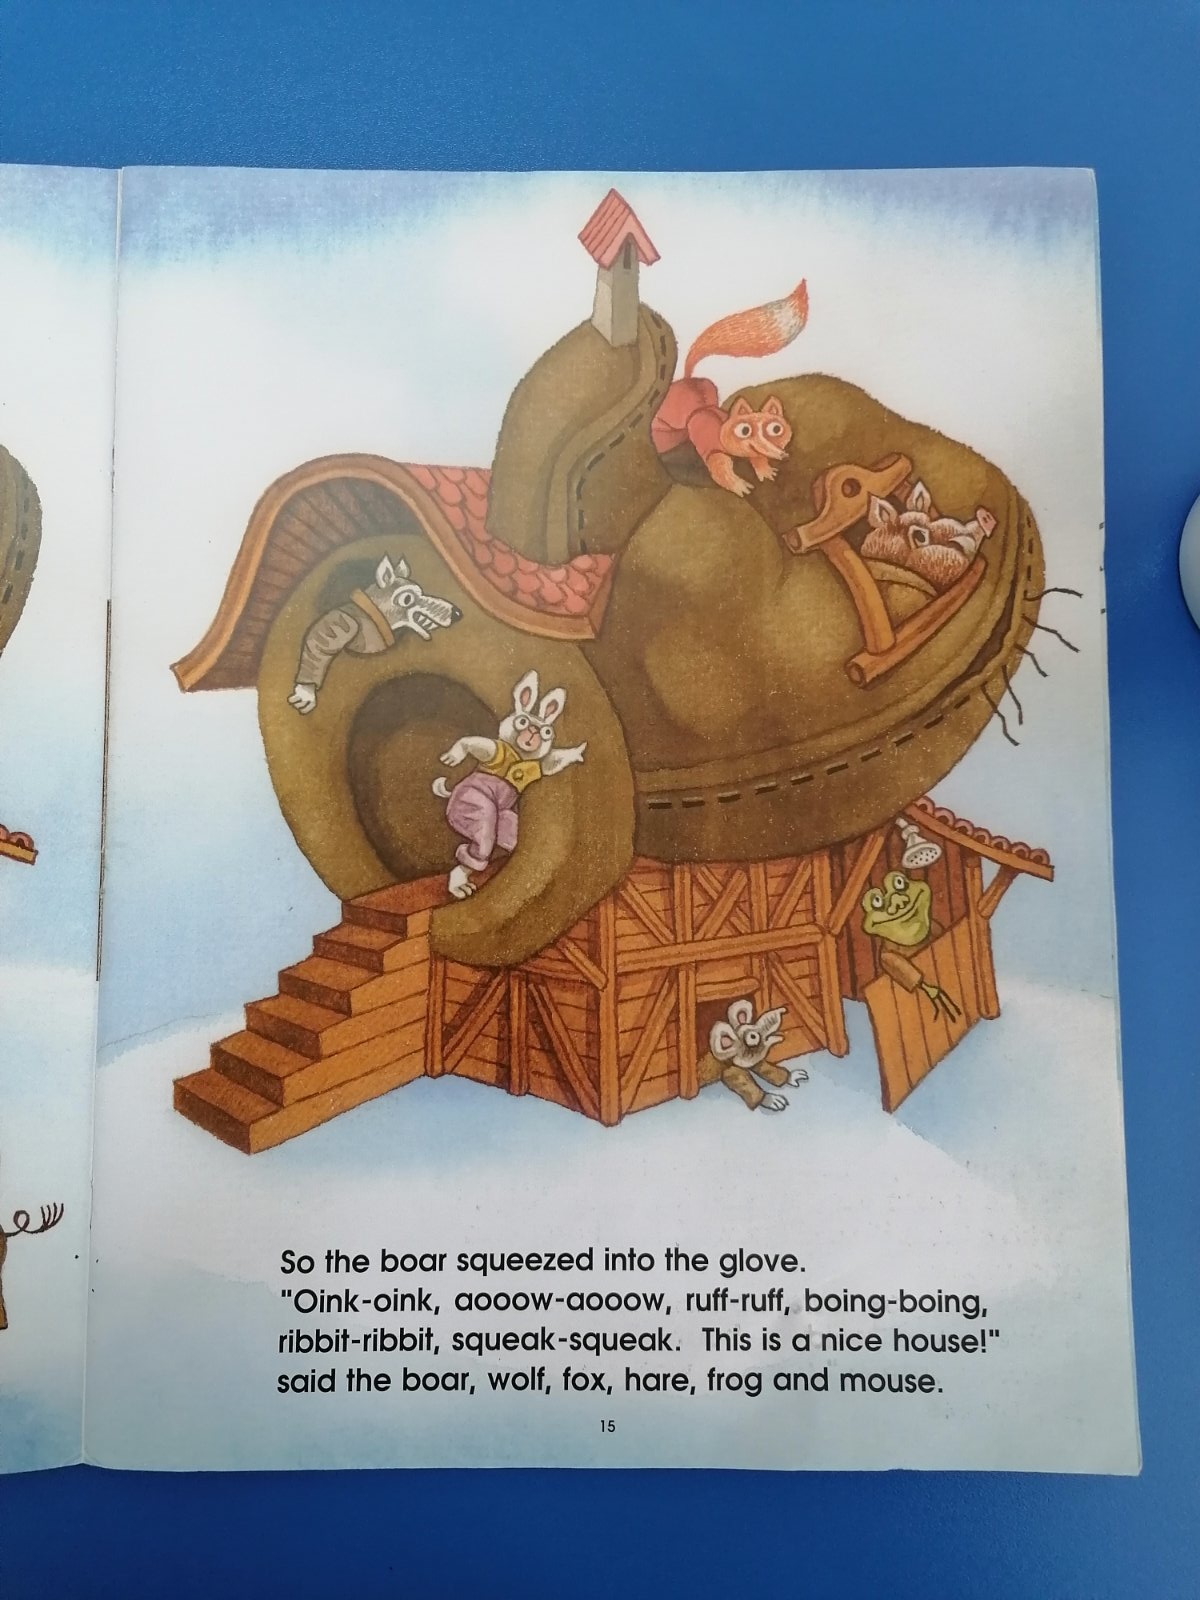 So the boar squeezed into the glove.
"Oink-oink, aooow-aooow, ruff-ruff, boing-boing,
ribbit-ribbit, squeak-squeak. This is a nice house!"
said the boar, wolf, fox, hare, frog and mouse.
15